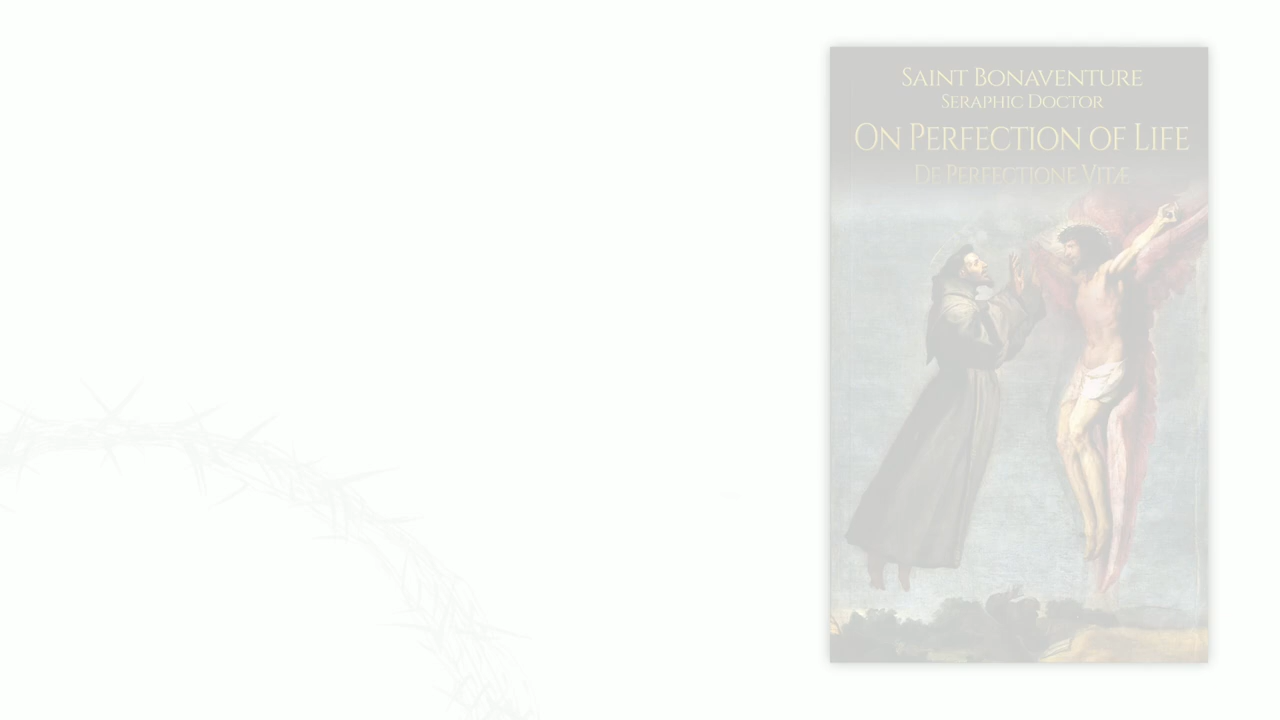 Saint Bonaventure
Seraphic Doctor
On Perfection of Life
De Perfectione Vitæ